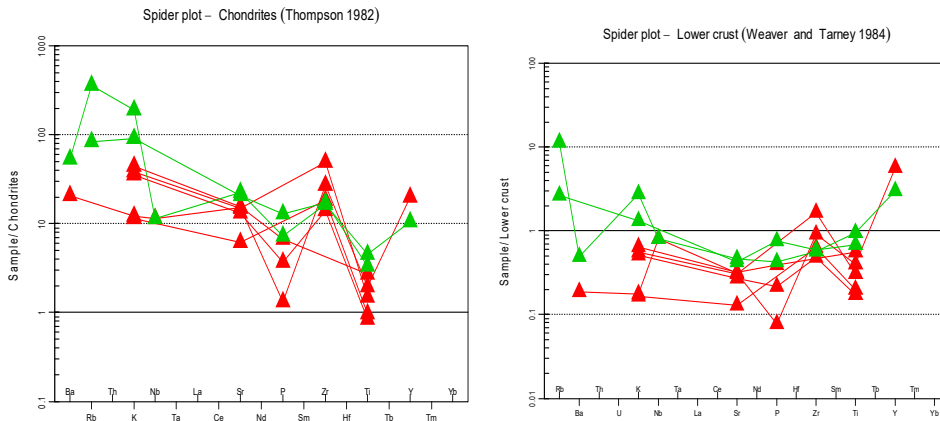 Spider plot – Chondrites (Thompson 1982)
Sample/ Chondrites
1000
100
10
1
0.1
Ba Th Nb La Sr P Zr Ti Y Yb
Rb K Ta Ce Nd Sm Hf Tb Tm
Spider plot – Lower crust (Weaver and Tarney 1984)
Sample/ Lower crust
100
10
1
0.1
0.01
Rb Th K Ta Ce Nd Hf Sm Tb Tm
Ba U Nb La Sr P Zr Ti Y Yb